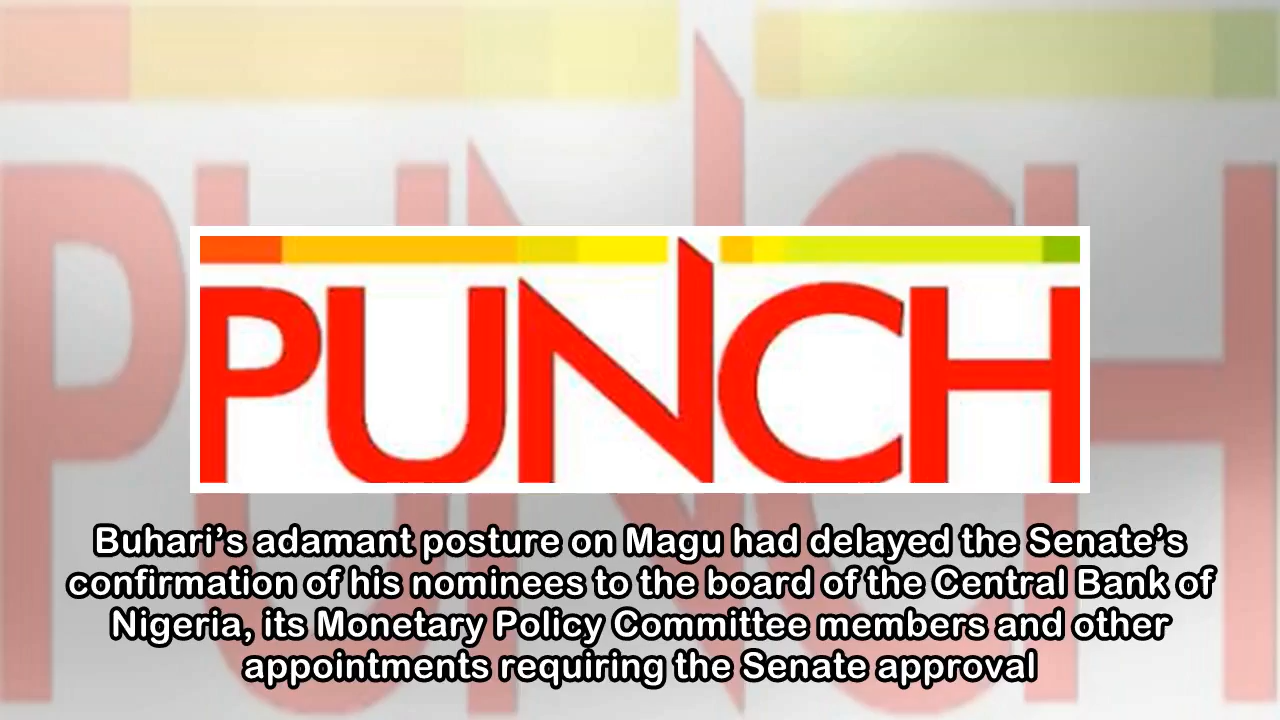 PUNCH
Buhari’s adamant posture on Magu had delayed the Senate’s
confirmation of his nominees to the board of the Central Bank of
Nigeria, its Monetary Policy Committee members and other
appointments requiring the Senate approval